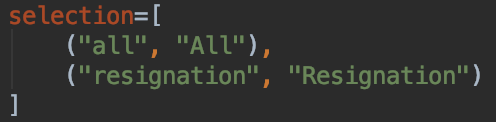 selection=[
    ("all", "All"),
    ("resignation", "Resignation")
]